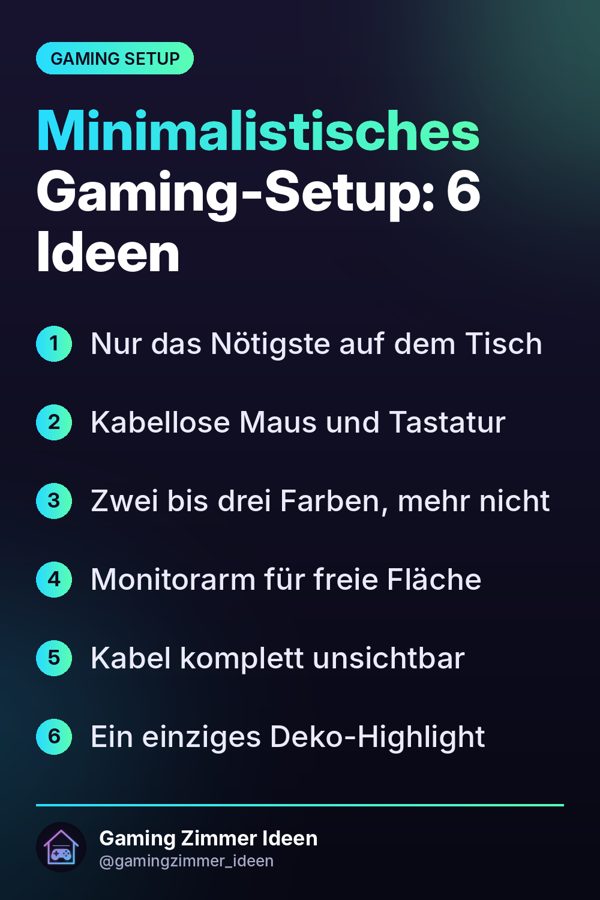 GAMING SETUP
Minimalistisches
Gaming-Setup: 6
Ideen
1 Nur das Nötigste auf dem Tisch
2 Kabellose Maus und Tastatur
3 Zwei bis drei Farben, mehr nicht
4 Monitorarm für freie Fläche
5 Kabel komplett unsichtbar
6 Ein einziges Deko-Highlight
Gaming Zimmer Ideen
@gamingzimmer_ideen